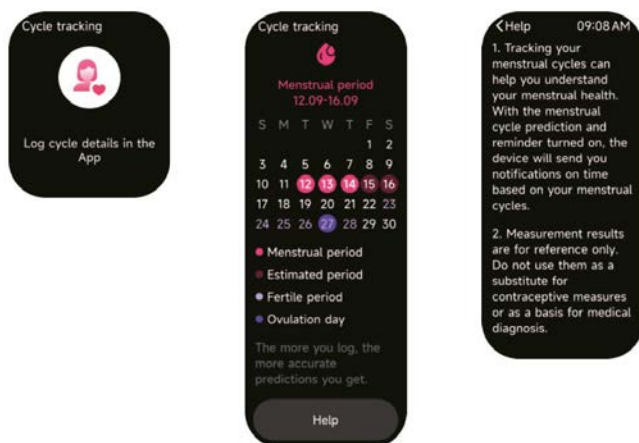 Cycle tracking
Log cycle details in the
App
Cycle tracking
Menstrual period
12.09-16.09
S M T W T F S
1 2
3 4 5 6 7 8 9
10 11 12 13 14 15 16
17 18 19 20 21 22 23
24 25 26 27 28 29 30
Menstrual period
Estimated period
Fertile period
Ovulation day
The more you log, the
more accurate
predictions you get.
Help
<Help 09:08 AM
1. Tracking your
menstrual cycles can
help you understand
your menstrual health.
With the menstrual
cycle prediction and
reminder turned on, the
device will send you
notifications on time
based on your menstrual
cycles.
2. Measurement results
are for reference only.
Do not use them as a
substitute for
contraceptive measures
or as a basis for medical
diagnosis.